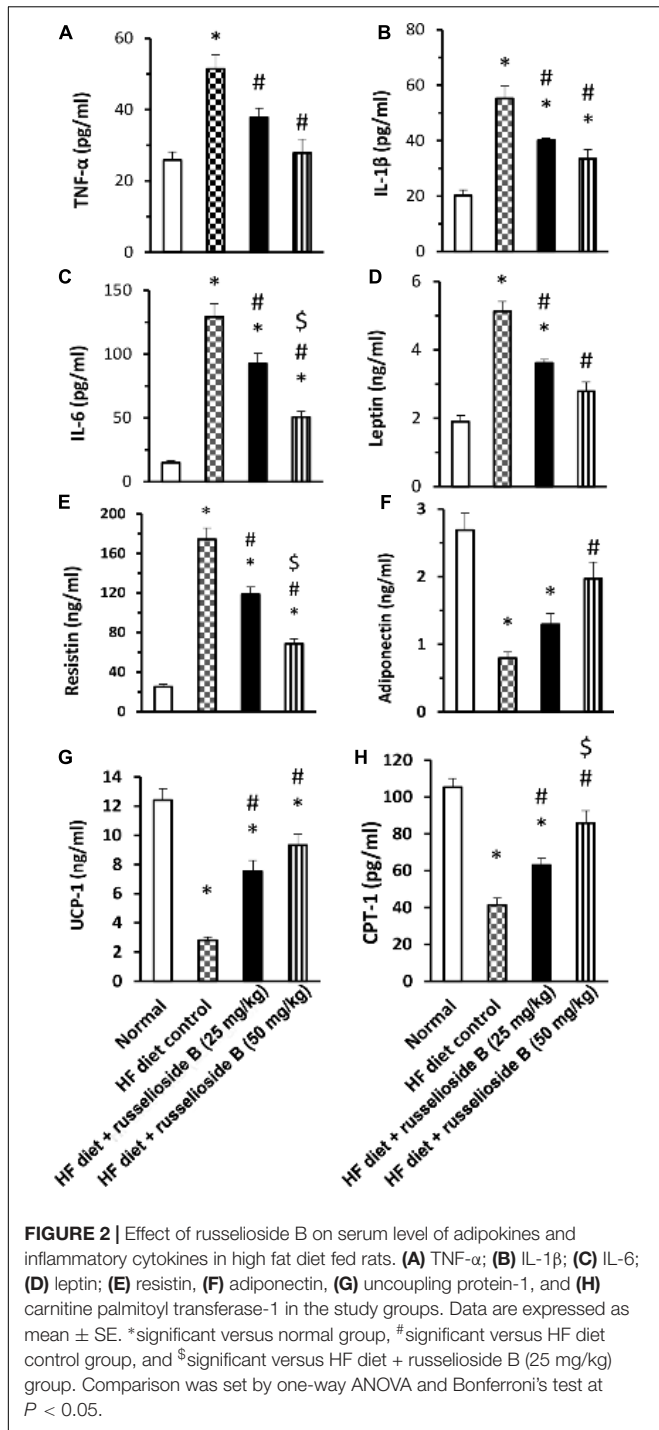 A
B
60
40
20
0
TNF-α (pg/ml)
*
#
#
80
60
40
20
0
IL-1β (pg/ml)
*
#
*
#
*
C
D
150
100
50
0
IL-6 (pg/ml)
*
#
*
$
#
*
6
4
2
0
Leptin (ng/ml)
*
#
*
#
E
F
180
140
100
60
20
Resistin (ng/ml)
*
#
*
$
#
*
3
2
1
0
Adiponectin (ng/ml)
*
*
#
G
H
14
12
10
8
6
4
2
0
UCP-1 (ng/ml)
*
#
*
#
*
120
100
80
60
40
20
0
CPT-1 (pg/ml)
*
#
*
$
#
Normal
HF diet control
HF diet + russelioside B (25 mg/kg)
HF diet + russelioside B (50 mg/kg)
Normal
HF diet control
HF diet + russelioside B (25 mg/kg)
HF diet + russelioside B (50 mg/kg)
FIGURE 2 | Effect of russelioside B on serum level of adipokines and
inflammatory cytokines in high fat diet fed rats. (A) TNF-α; (B) IL-1β; (C) IL-6;
(D) leptin; (E) resistin, (F) adiponectin, (G) uncoupling protein-1, and (H)
carnitine palmitoyl transferase-1 in the study groups. Data are expressed as
mean ± SE. *significant versus normal group, #significant versus HF diet
control group, and $significant versus HF diet + russelioside B (25 mg/kg)
group. Comparison was set by one-way ANOVA and Bonferroni's test at
P < 0.05.